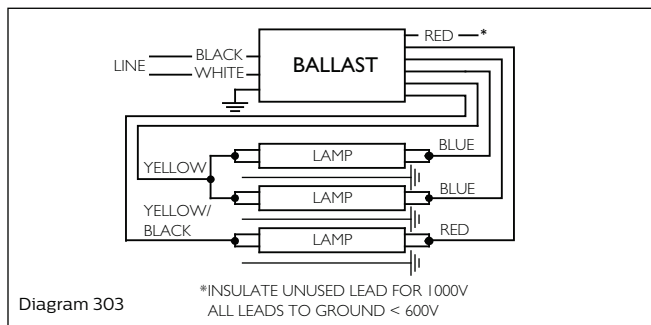 RED *
BLACK
LINE
WHITE
BALLAST
LAMP
BLUE
YELLOW
LAMP
BLUE
YELLOW/
BLACK
LAMP
RED
*INSULATE UNUSED LEAD FOR 1000V
ALL LEADS TO GROUND < 600V
Diagram 303